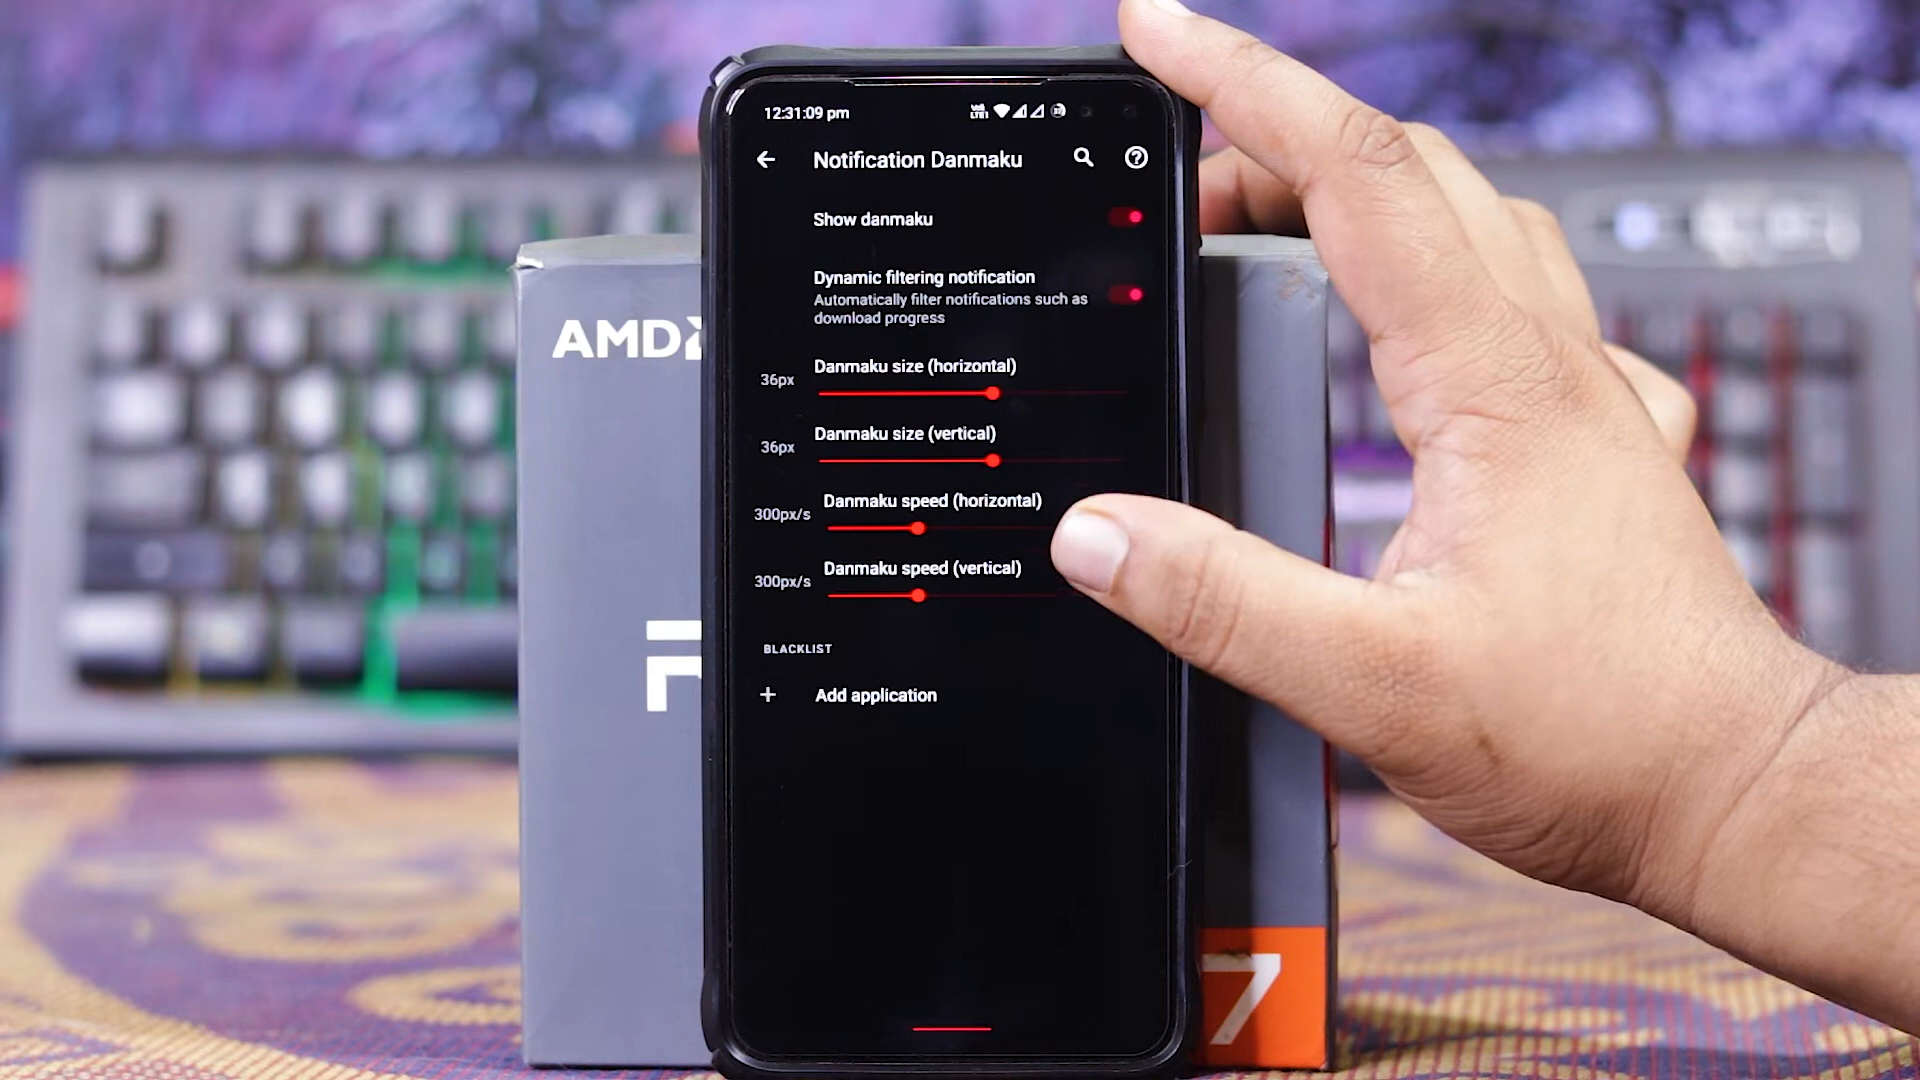 12:31:09 pm
Notification Danmaku
Show danmaku
Dynamic filtering notification
Automatically filter notifications such as
download progress
Danmaku size (horizontal)
36px
Danmaku size (vertical)
36px
Danmaku speed (horizontal)
300px/s
Danmaku speed (vertical)
300px/s
BLACKLIST
+ Add application
AMD
7